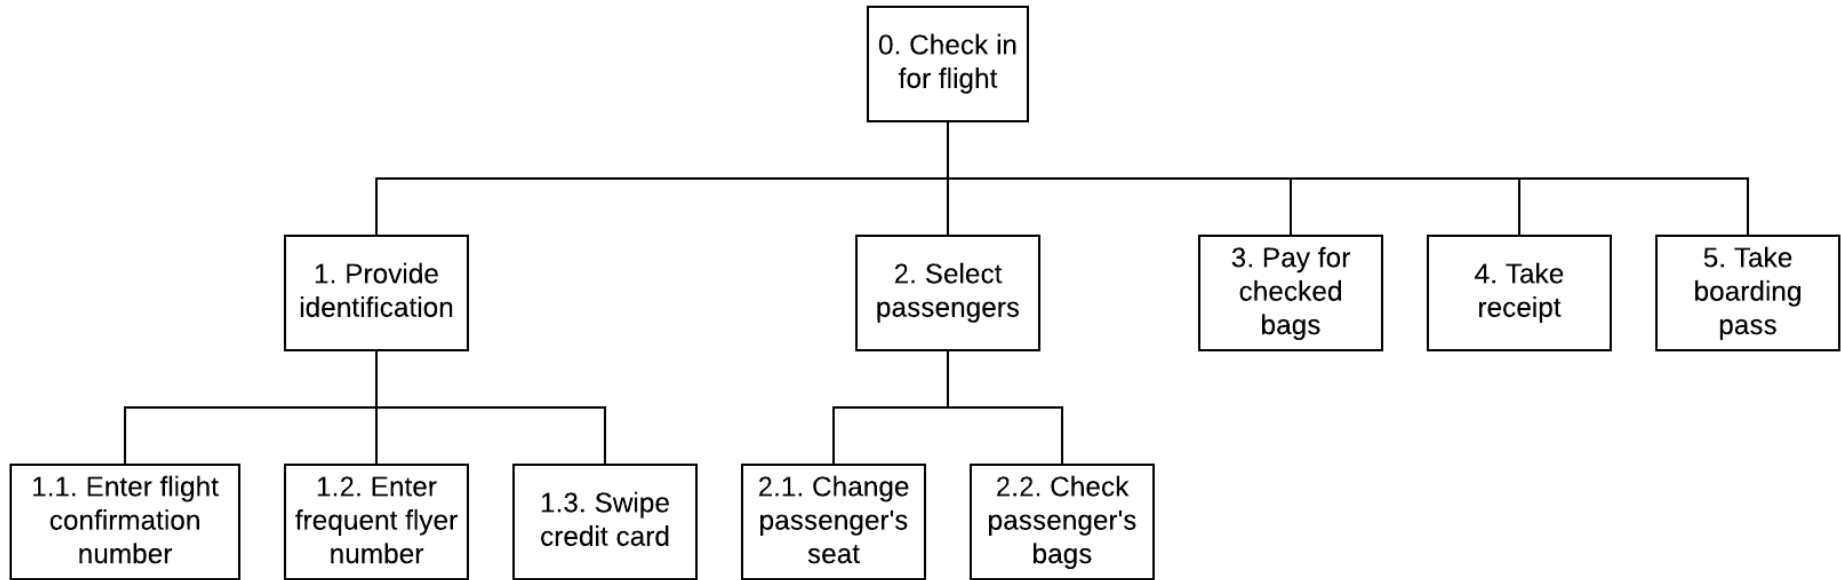 0. Check in
for flight
1. Provide
identification
2. Select
passengers
3. Pay for
checked
bags
4. Take
receipt
5. Take
boarding
pass
1.1. Enter flight
confirmation
number
1.2. Enter
frequent flyer
number
1.3. Swipe
credit card
2.1. Change
passenger's
seat
2.2. Check
passenger's
bags